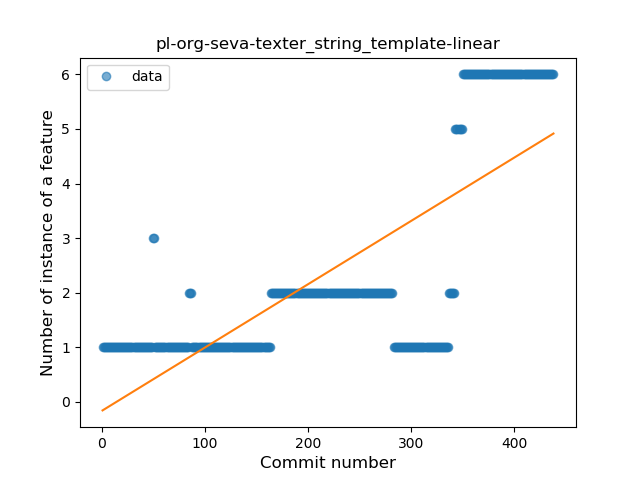 pl-org-seva-texter_string_template-linear
data
Number of instance of a feature
6
5
4
3
2
1
0
0 100 200 300 400
Commit number